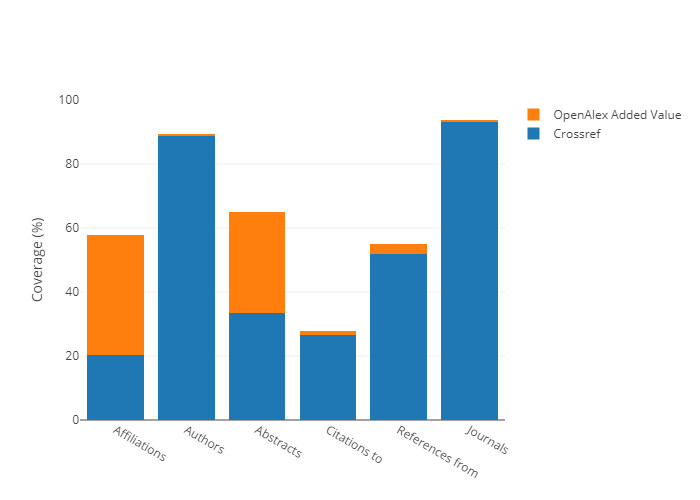 100
80
60
40
20
0
Coverage (%)
Affiliations
Authors
Abstracts
Citations to
References from
Journals
OpenAlex Added Value
Crossref